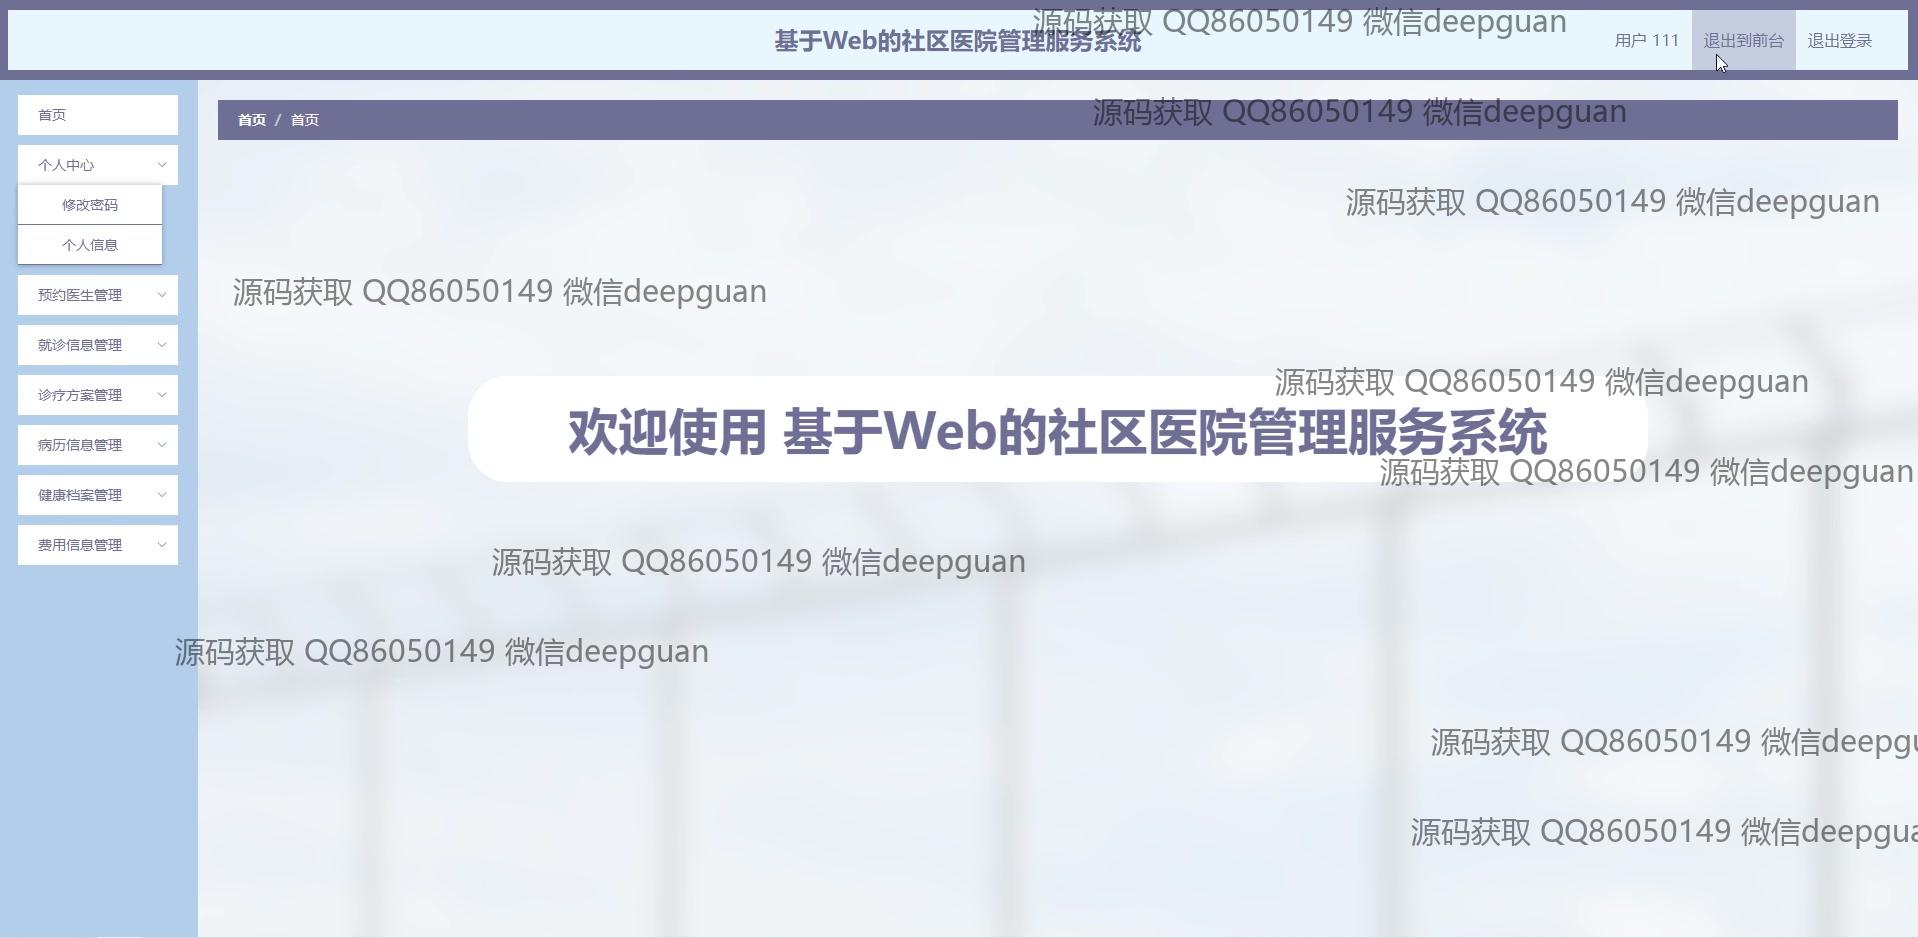 源码获取 QQ86050149 微信deepguan
基于Web的社区医院管理服务系统
用户 111
退出到前台
退出登录
首页
首页 / 首页
源码获取 QQ86050149 微信deepguan
个人中心
修改密码
源码获取 QQ86050149 微信deepguan
个人信息
预约医生管理
源码获取 QQ86050149 微信deepguan
就诊信息管理
诊疗方案管理
源码获取 QQ86050149 微信deepguan
欢迎使用 基于Web的社区医院管理服务系统
病历信息管理
源码获取 QQ86050149 微信deepguan
健康档案管理
费用信息管理
源码获取 QQ86050149 微信deepguan
源码获取 QQ86050149 微信deepguan
源码获取 QQ86050149 微信deepgu
源码获取 QQ86050149 微信deepgua